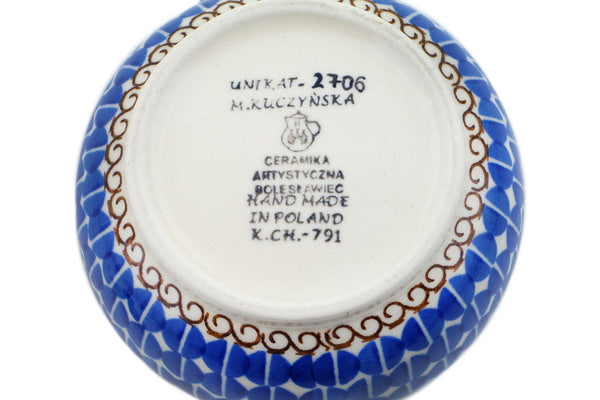 UNIKAT-2706
M.KUCZYŃSKA
CERAMIKA
ARTYSTYCZNA
BOLESŁAWIEC
HAND MADE
IN POLAND
K.CH.-791